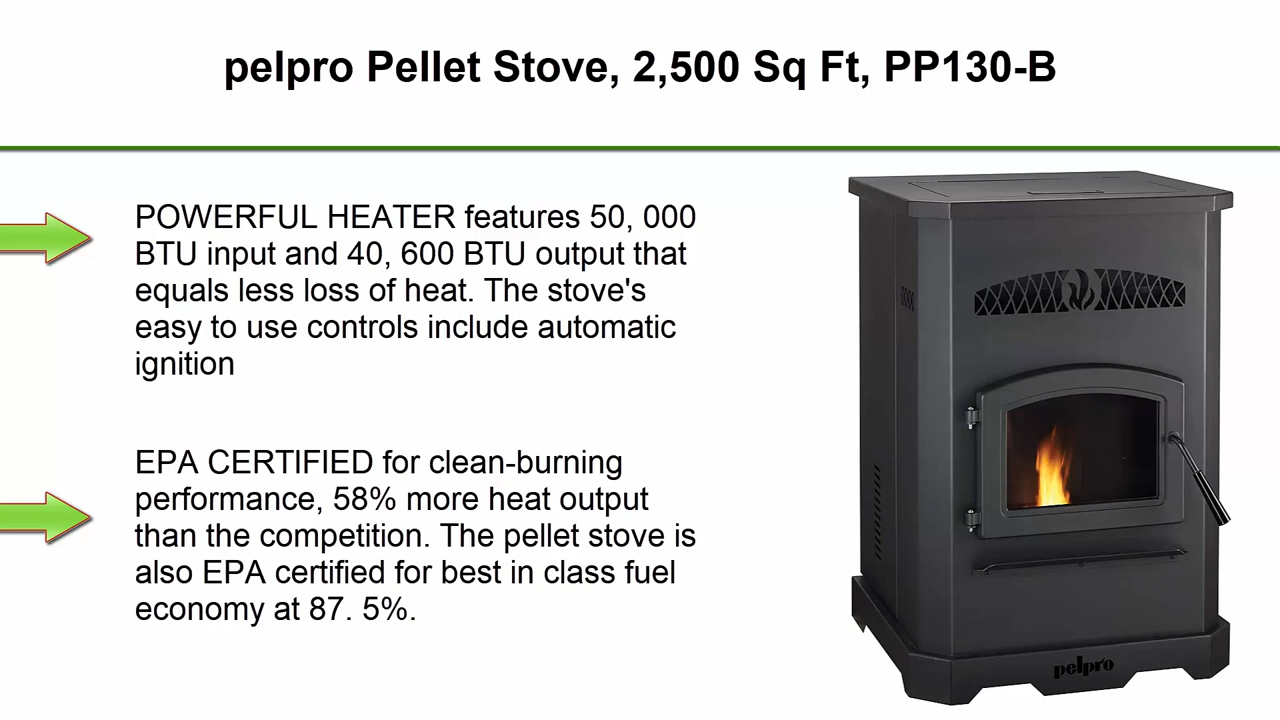 pelpro Pellet Stove, 2,500 Sq Ft, PP130-B
POWERFUL HEATER features 50, 000
BTU input and 40, 600 BTU output that
equals less loss of heat. The stove's
easy to use controls include automatic
ignition
EPA CERTIFIED for clean-burning
performance, 58% more heat output
than the competition. The pellet stove is
also EPA certified for best in class fuel
economy at 87. 5%.
pelpro